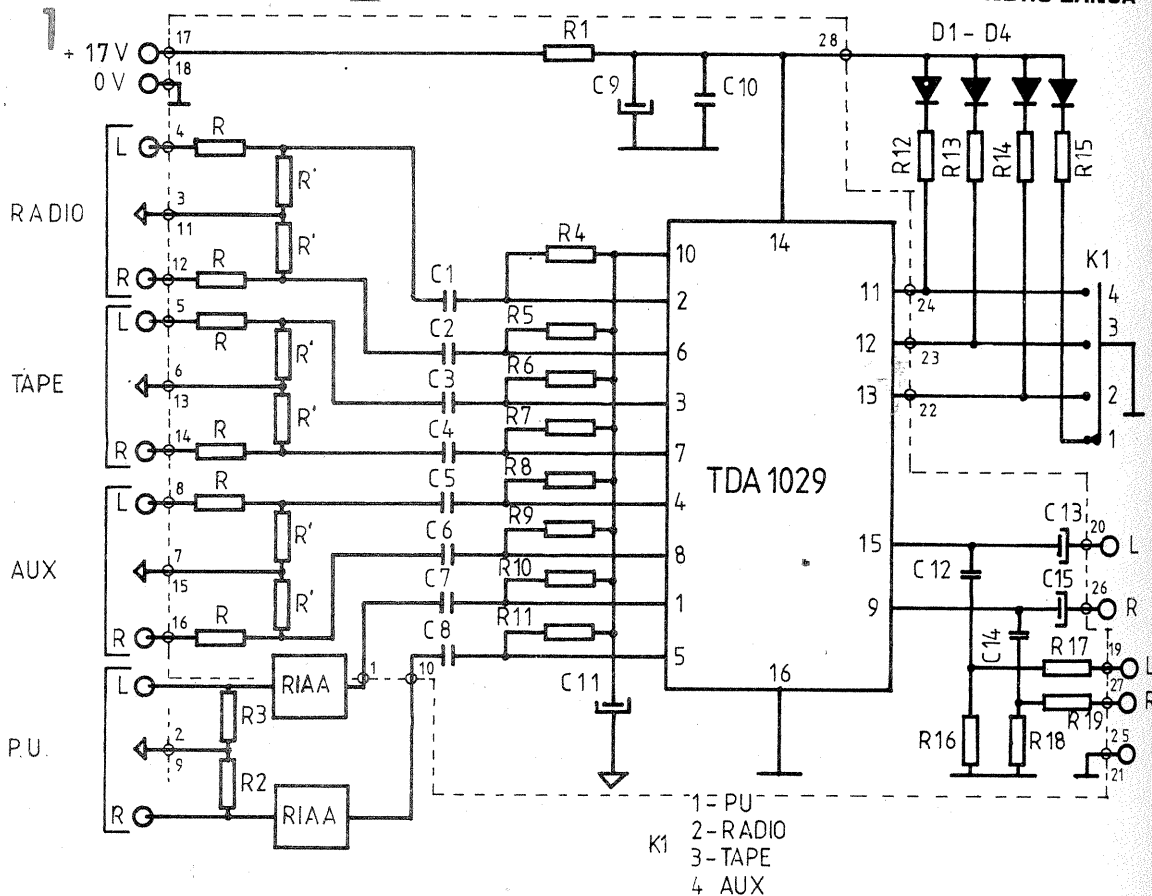 1
R1
D1 - D4
+ 17 V
17
28
0 V
18
C9
C10
L
4
R
R'
R12
R13
R14
R15
RADIO
3
11
R'
R
12
R
R4
10
14
K1
C1
2
11
24
4
L
5
R
R5
3
C2
6
12
23
R'
R6
TAPE
6
13
C3
3
13
22
2
R'
R7
1
R
14
R
C4
7
TDA1029
L
8
R
R8
C5
4
R'
R9
C13
20
L
C6
8
15
C12
AUX
7
15
R10
C15
26
R
R'
C7
1
9
C14
R
16
R
R11
R17
19
L
C8
5
1
10
27
L
RIAA
C11
16
R19
R
R3
R16
R18
25
P.U.
2
9
21
R2
R
RIAA
K1
1 = PU
2 - RADIO
3 - TAPE
4 AUX